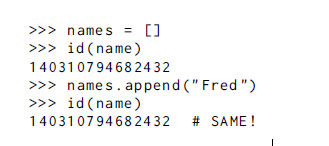 >>> names = []
>>> id(name)
140310794682432
>>> names.append("Fred")
>>> id(name)
140310794682432  # SAME!